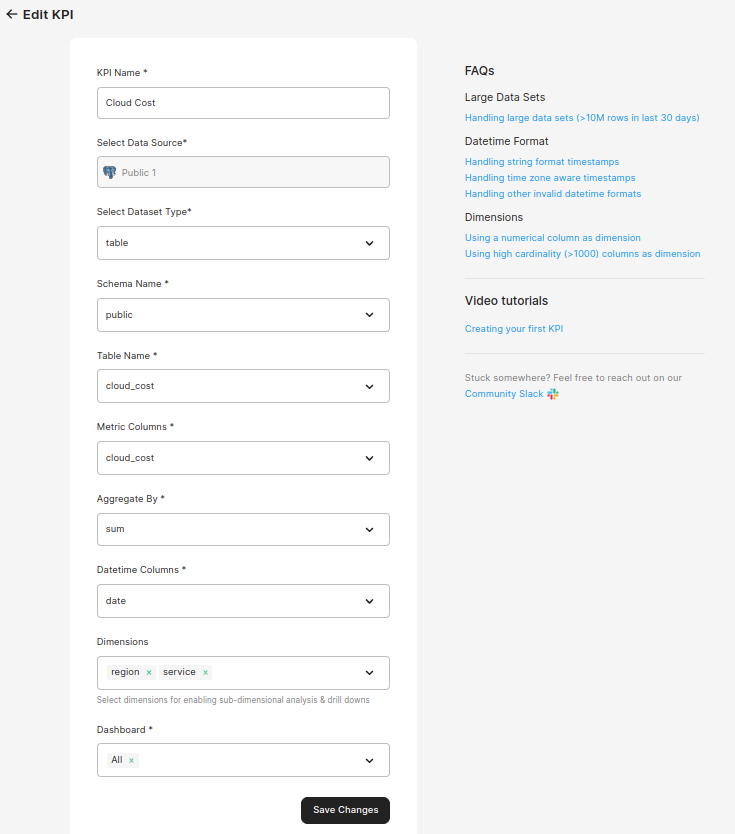 Edit KPI
KPI Name *
Cloud Cost
Select Data Source*
Public 1
Select Dataset Type*
table
Schema Name *
public
Table Name *
cloud_cost
Metric Columns *
cloud_cost
Aggregate By *
sum
Datetime Columns *
date
Dimensions
region × service ×
Select dimensions for enabling sub-dimensional analysis & drill downs
Dashboard *
All ×
Save Changes
FAQs
Large Data Sets
Handling large data sets (>10M rows in last 30 days)
Datetime Format
Handling string format timestamps
Handling time zone aware timestamps
Handling other invalid datetime formats
Dimensions
Using a numerical column as dimension
Using high cardinality (>1000) columns as dimension
Video tutorials
Creating your first KPI
Stuck somewhere? Feel free to reach out on our
Community Slack